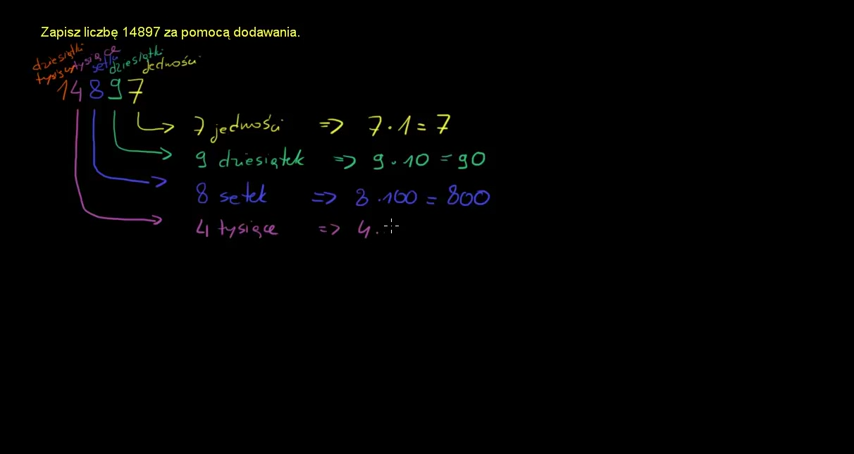 Zapisz liczbę 14897 za pomocą dodawania.
dziesiątki tysięcy tysiące setki dziesiątki jedności
14897
7 jedności => 7 · 1 = 7
9 dziesiątek => 9 · 10 = 90
8 setek => 8 · 100 = 800
4 tysiące => 4 ·